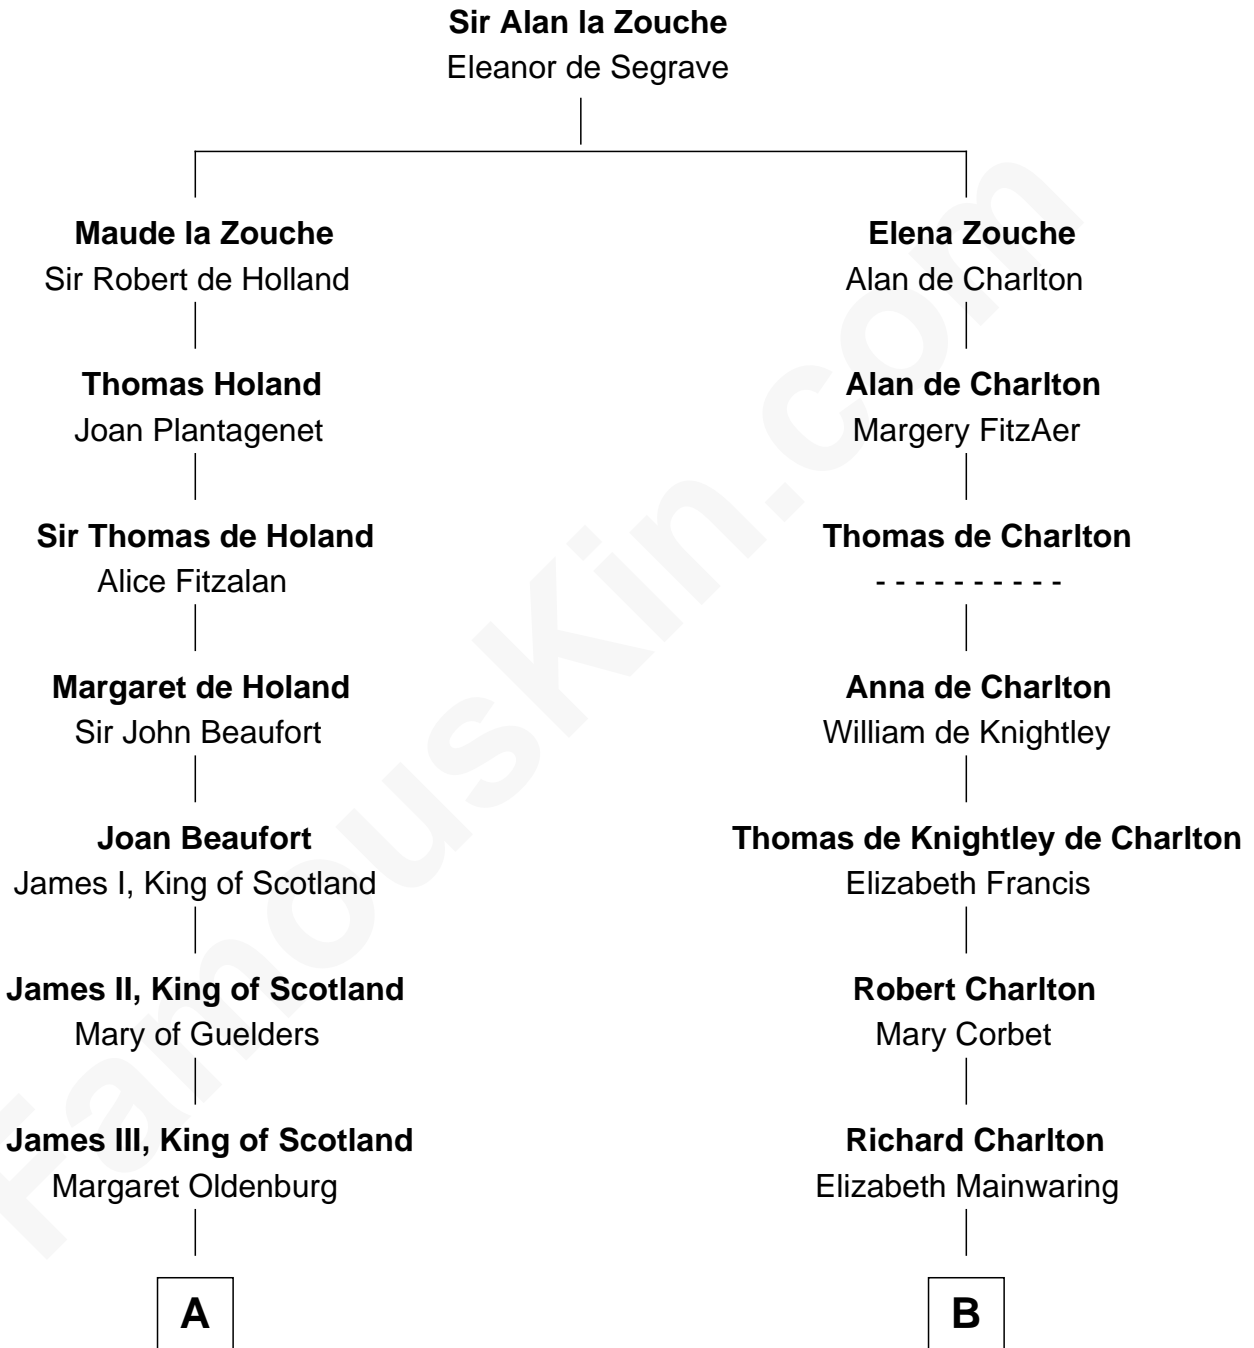 Sir Alan la Zouche
Eleanor de Segrave
Maude la Zouche
Sir Robert de Holland
Thomas Holand
Joan Plantagenet
Sir Thomas de Holand
Alice Fitzalan
Margaret de Holand
Sir John Beaufort
Joan Beaufort
James I, King of Scotland
James II, King of Scotland
Mary of Guelders
James III, King of Scotland
Margaret Oldenburg
A
Elena Zouche
Alan de Charlton
Alan de Charlton
Margery FitzAer
Thomas de Charlton
- - - - - - - - - -
Anna de Charlton
William de Knightley
Thomas de Knightley de Charlton
Elizabeth Francis
Robert Charlton
Mary Corbet
Richard Charlton
Elizabeth Mainwaring
B
FamousKin.com